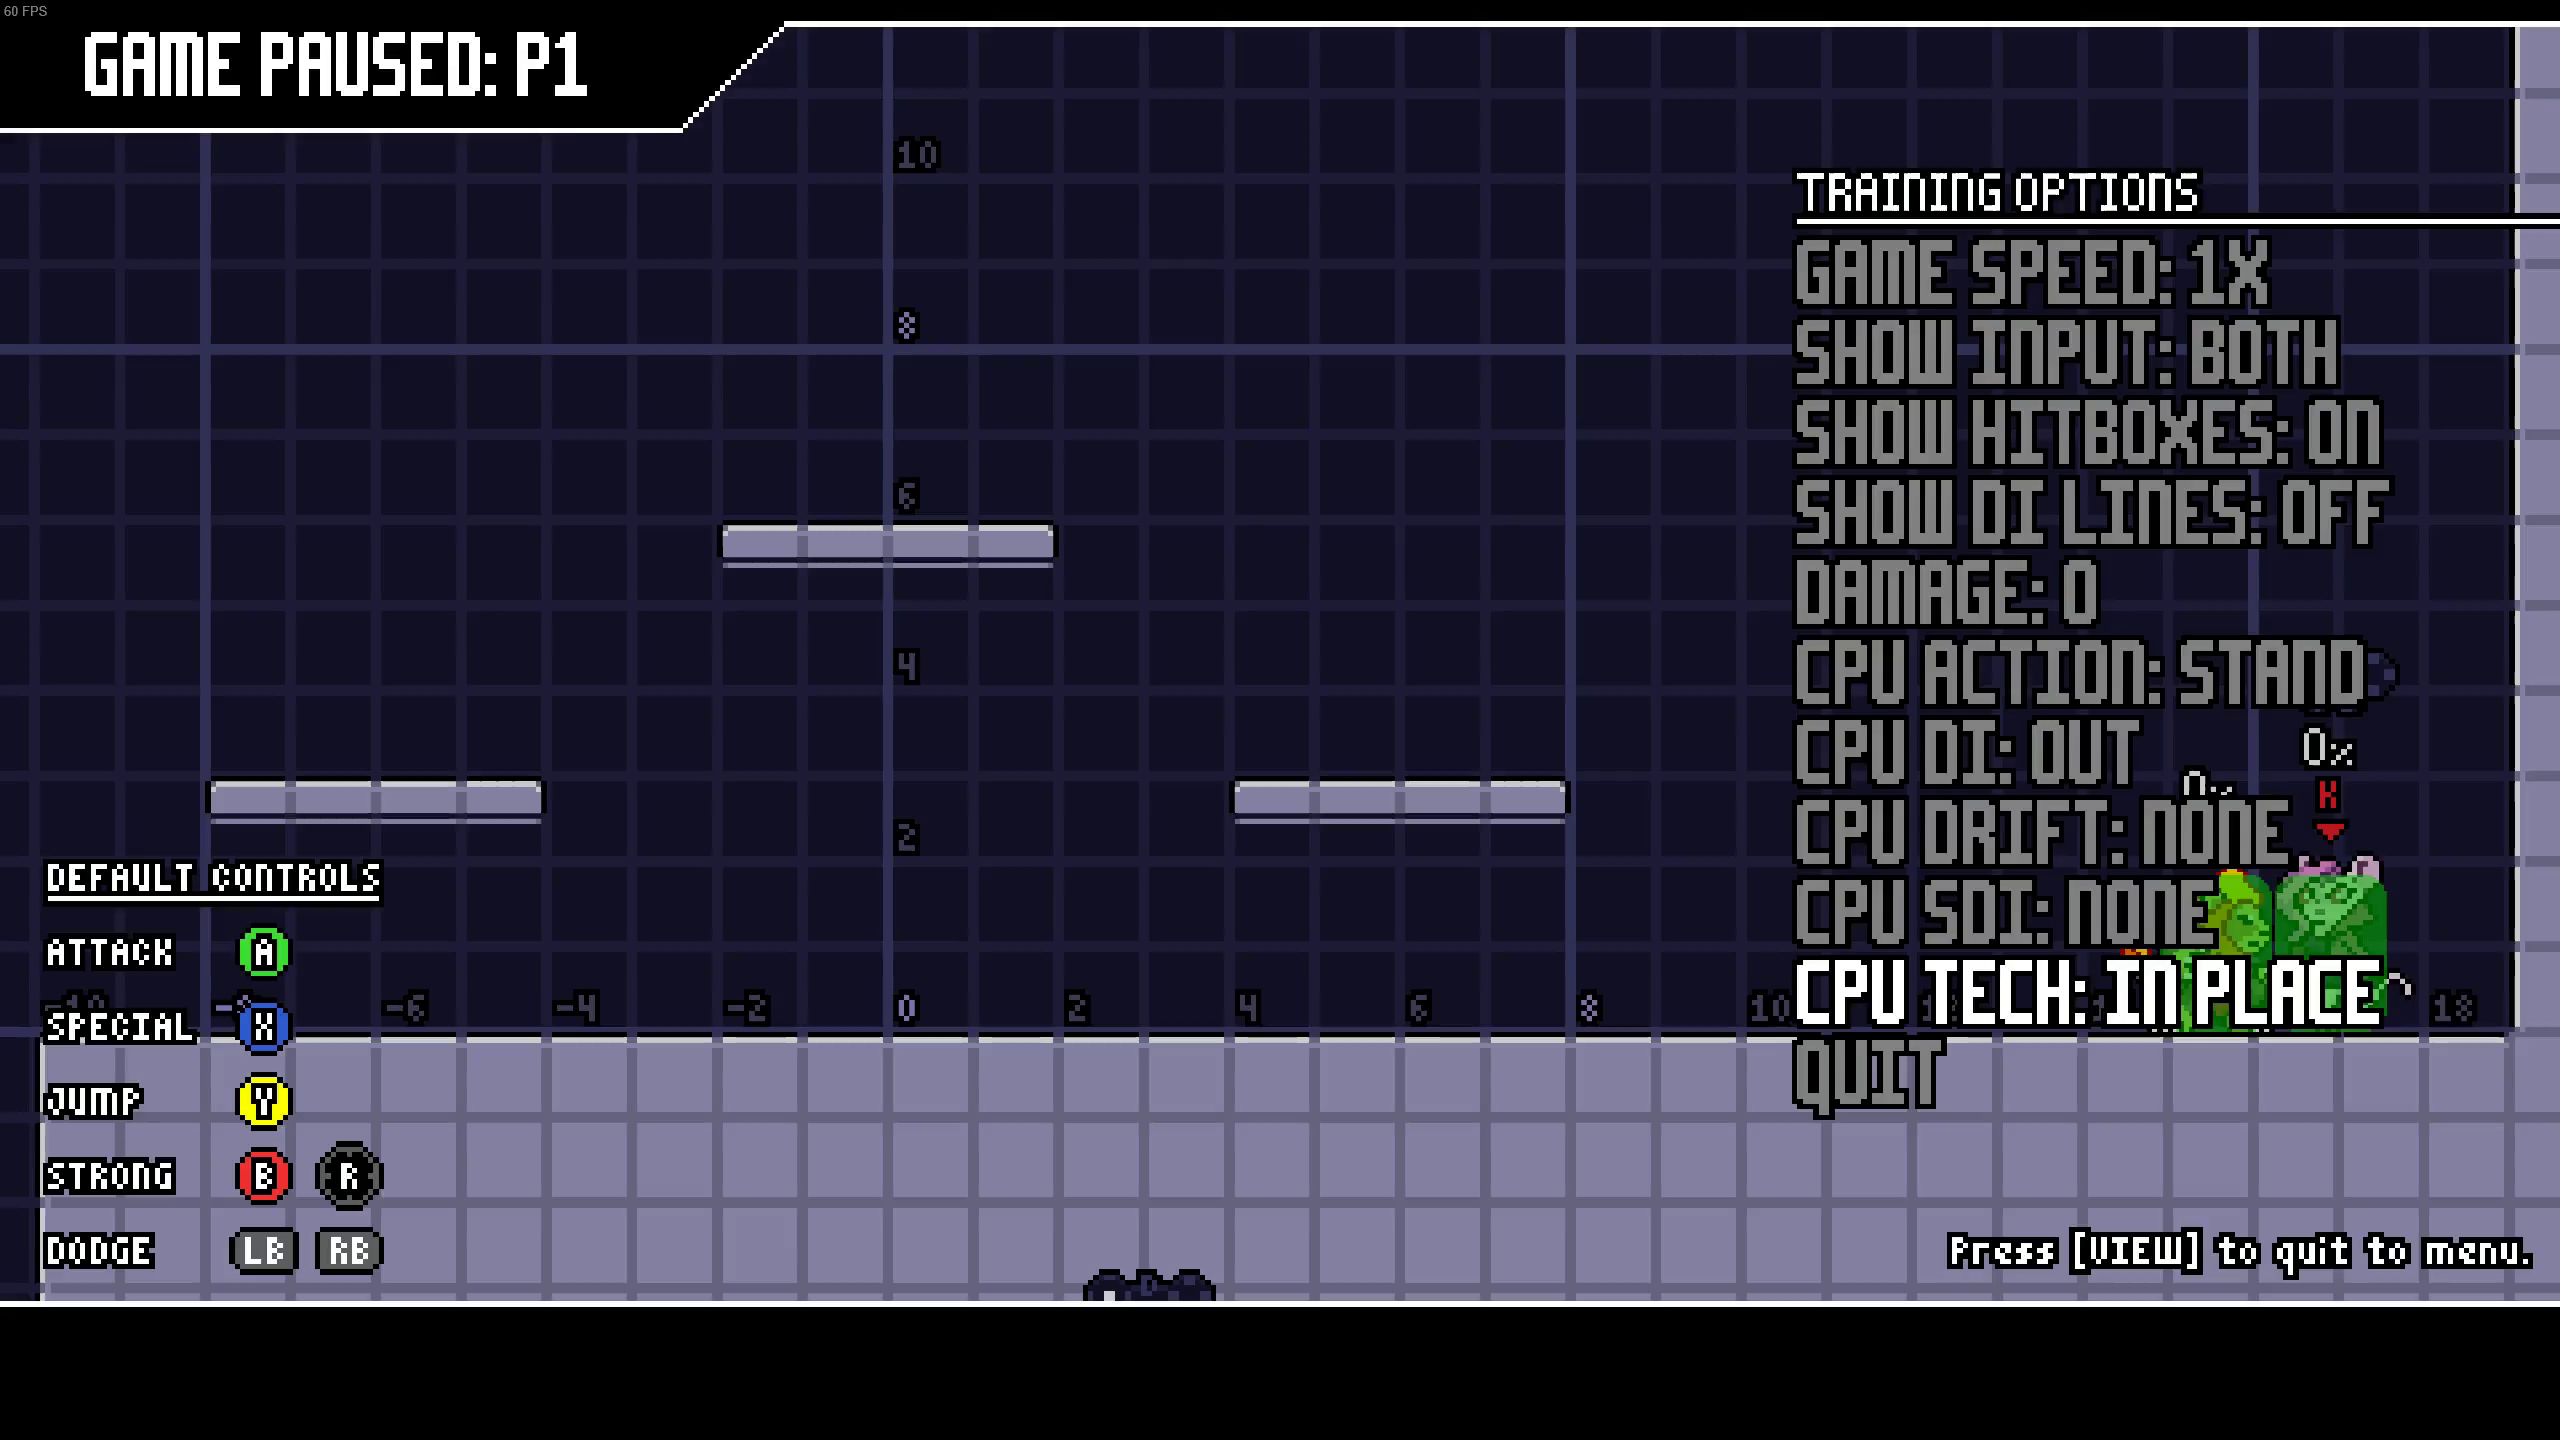 60 FPS
GAME PAUSED: P1
10
8
6
4
2
TRAINING OPTIONS
GAME SPEED: 1X
SHOW INPUT: BOTH
SHOW HITBOXES: ON
SHOW DI LINES: OFF
DAMAGE: 0
CPU ACTION: STAND
CPU DI: OUT
0%
K
CPU DRIFT: NONE
CPU SDI: NONE
CPU TECH: IN PLACE
QUIT
DEFAULT CONTROLS
ATTACK A
-10 -6 -4 -2 0 2 4 6 8 10 18
SPECIAL X
JUMP Y
STRONG B R
DODGE LB RB
Press [VIEW] to quit to menu.